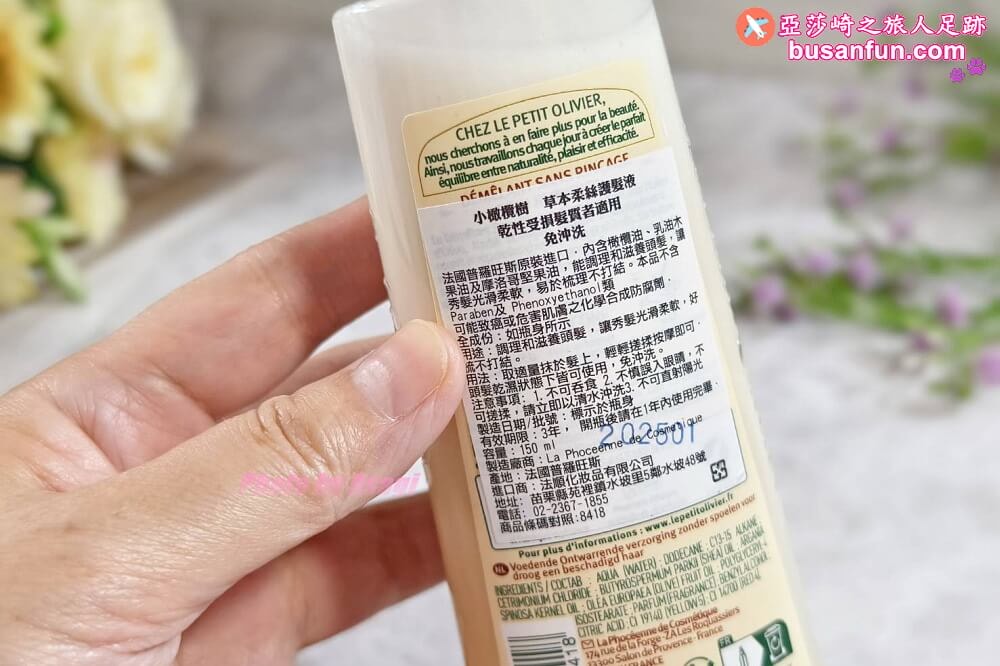 亞莎崎之旅人足跡
busanfun.com
CHEZ LE PETIT OLIVIER,
nous cherchons à en faire plus pour la beauté.
Ainsi, nous travaillons chaque jour à créer le parfait
équilibre entre naturalité, plaisir et efficacité.
DÉMÊLANT SANS RINÇAGE
小橄欖樹 草本柔絲護髮液
乾性受損髮質者適用
免沖洗
法國普羅旺斯原裝進口．內含橄欖油、乳油木
果油及摩洛哥堅果油，能調理和滋養頭髮，讓
秀髮光滑柔軟，易於梳理不打結。本品不含
Paraben及 Phenoxyethanol類
可能致癌或危害肌膚之化學合成防腐劑．
全成份：如瓶身所示
用途：調理和滋養頭髮，讓秀髮光滑柔軟，好
梳不打結。
用法：取適量抹於髮上，輕輕搓揉按摩即可．
頭髮乾濕狀態下皆可使用，免沖洗。
注意事項：1. 不可吞食 2. 不慎誤入眼睛，不
可搓揉，請立即以清水沖洗3. 不可直射陽光
製造日期/批號：標示於瓶身
有效期限：3年， 開瓶後請在1年內使用完畢．
容量：150 ml
202501
製造廠商：La Phoceenne de Cosmetique
產地：法國普羅旺斯
進口商：法順化妝品有限公司
地址：苗栗縣苑裡鎮水坡里5鄰水坡48號
電話：02-2367-1855
商品條碼對照：8418
Pour plus d'informations : www.lepetitolivier.fr
NL Voedende Ontwarrende verzorging zonder spoelen voor
droog een beschadigd haar
INGREDIENTS / COCTAB : AQUA (WATER) : DODECANE : C13-15 ALKANE
CETRIMONIUM CHLORIDE : BUTYROSPERMUM PARKII (SHEA) OIL : ARGANIA
SPINOSA KERNEL OIL : OLEA EUROPAEA (OLIVE) FRUIT OIL : POLYGLYCERYL-4
ISOSTEARATE : PARFUM (FRAGRANCE) : BENZYL ALCOHOL :
CITRIC ACID : CI 19140 (YELLOW 5) : CI 14700 (RED 4)
La Phocéenne de Cosmétique
174 rue de la Forge - ZA Les Roquassiers
13300 Salon de Provence - France
FRANCE
FR
8418